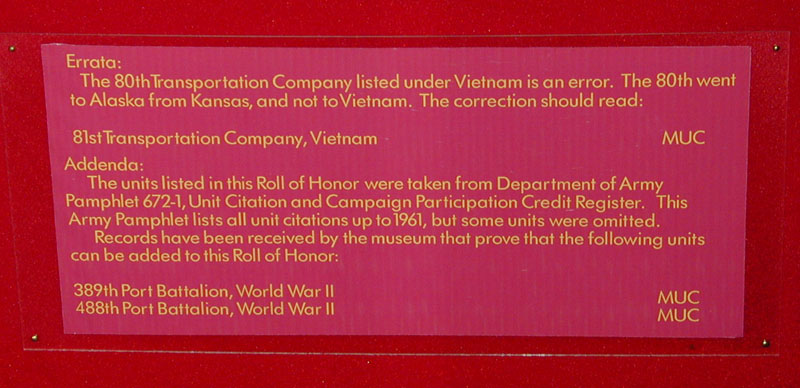 Errata:
The 80th Transportation Company listed under Vietnam is an error. The 80th went
to Alaska from Kansas, and not to Vietnam. The correction should read:
81st Transportation Company, Vietnam MUC
Addenda:
The units listed in this Roll of Honor were taken from Department of Army
Pamphlet 672-1, Unit Citation and Campaign Participation Credit Register. This
Army Pamphlet lists all unit citations up to 1961, but some units were omitted.
Records have been received by the museum that prove that the following units
can be added to this Roll of Honor:
389th Port Battalion, World War II MUC
488th Port Battalion, World War II MUC